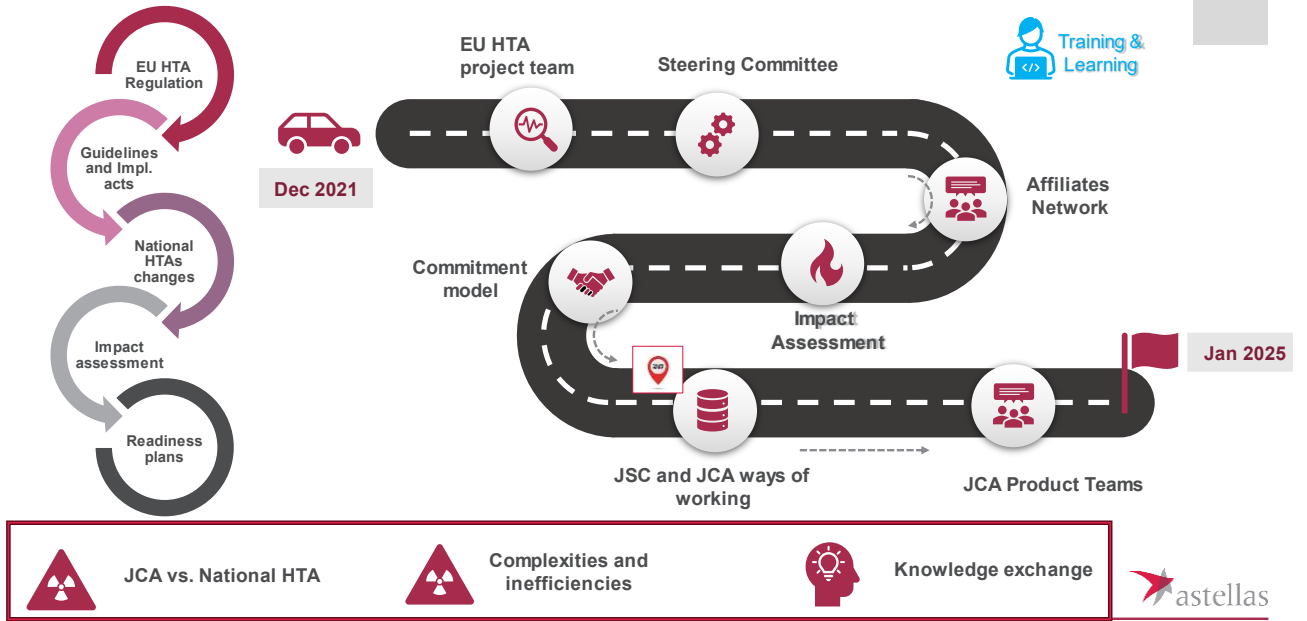 EU HTA
Regulation
Guidelines
and Impl.
acts
National
HTAs
changes
Impact
assessment
Readiness
plans
Dec 2021
EU HTA
project team
Steering Committee
Training &
Learning
Affiliates
Network
Impact
Assessment
Commitment
model
JSC and JCA ways of
working
JCA Product Teams
Jan 2025
JCA vs. National HTA
Complexities and
inefficiencies
Knowledge exchange
astellas